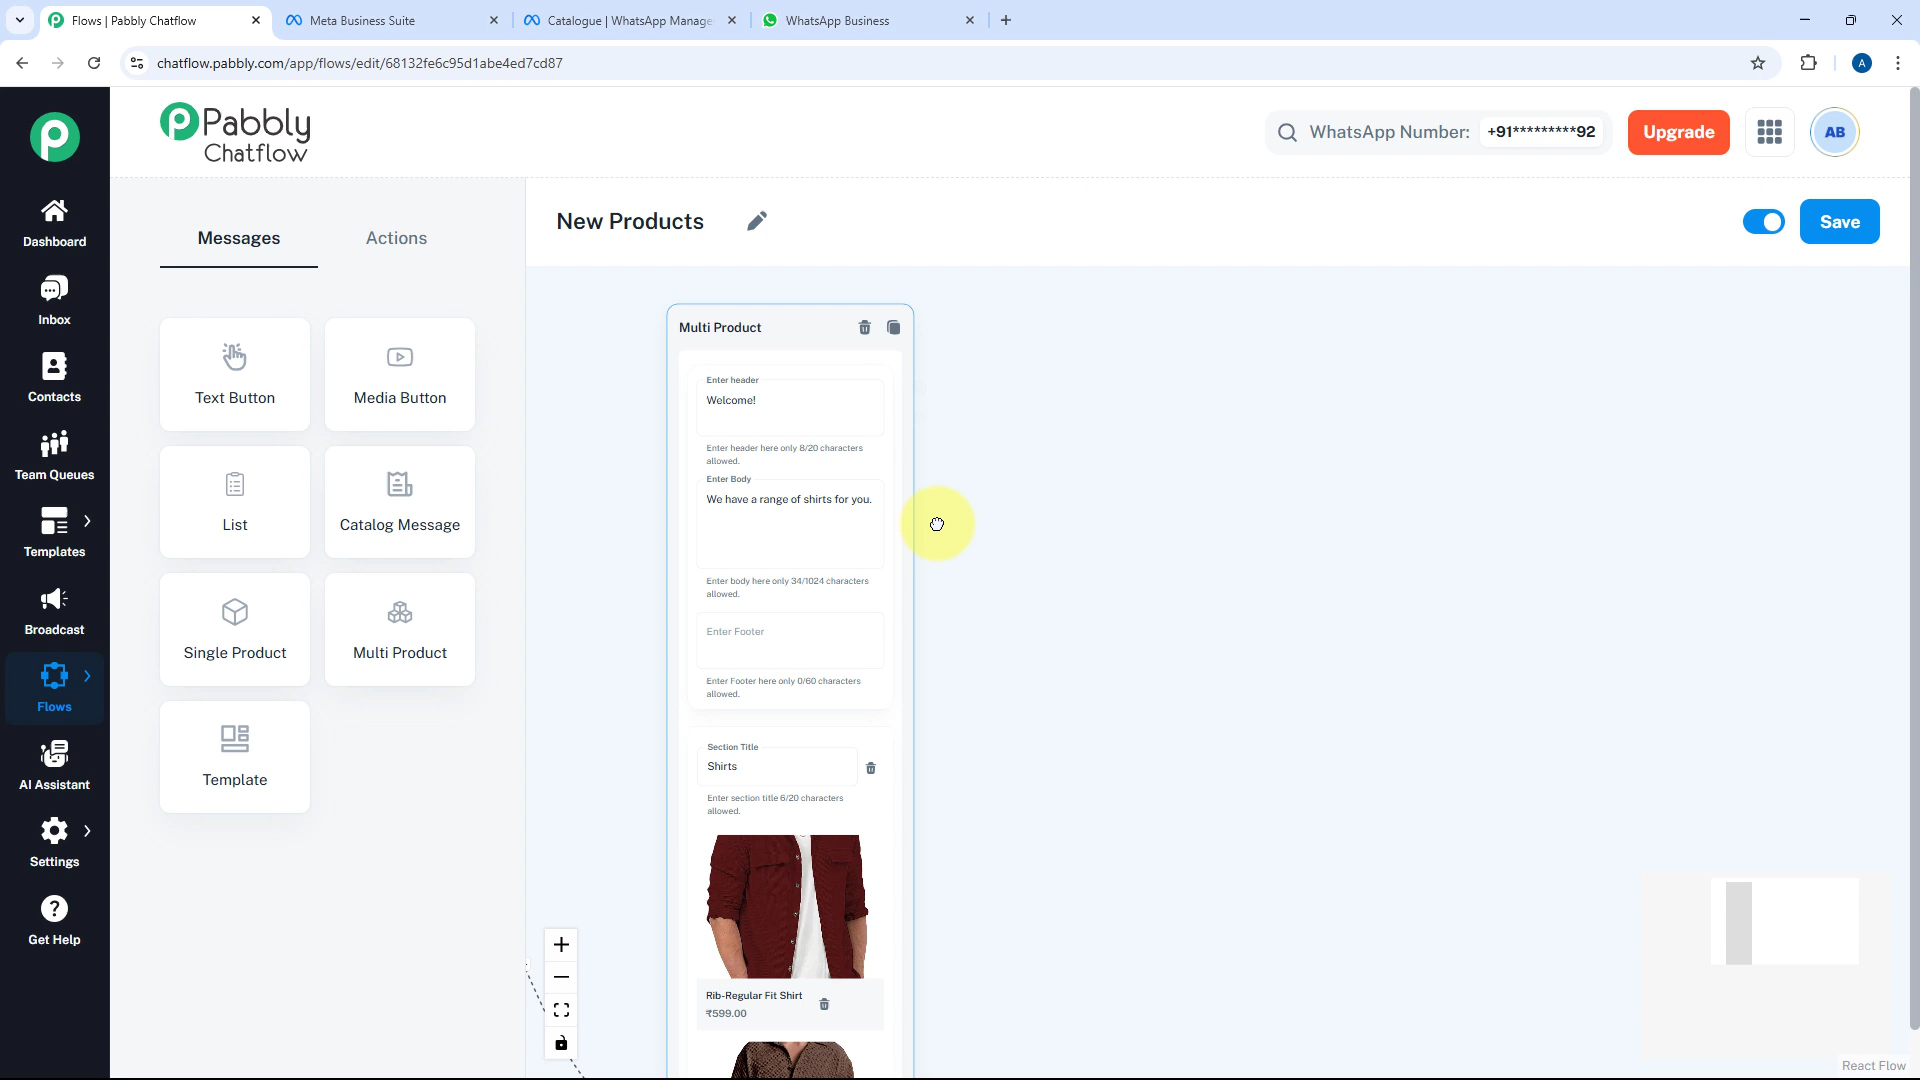 Flows | Pabbly Chatflow
Meta Business Suite
Catalogue | WhatsApp Manage
WhatsApp Business
chatflow.pabbly.com/app/flows/edit/68132fe6c95d1abe4ed7cd87
A
Pabbly
Chatflow
WhatsApp Number: +91*********92
Upgrade
AB
Dashboard
Inbox
Contacts
Team Queues
Templates
Broadcast
Flows
AI Assistant
Settings
Get Help
Messages
Actions
Text Button
Media Button
List
Catalog Message
Single Product
Multi Product
Template
New Products
Save
Multi Product
Enter header
Welcome!
Enter header here only 8/20 characters
allowed.
Enter Body
We have a range of shirts for you.
Enter body here only 34/1024 characters
allowed.
Enter Footer
Enter Footer here only 0/60 characters
allowed.
Section Title
Shirts
Enter section title 6/20 characters
allowed.
Rib-Regular Fit Shirt
₹599.00
React Flow